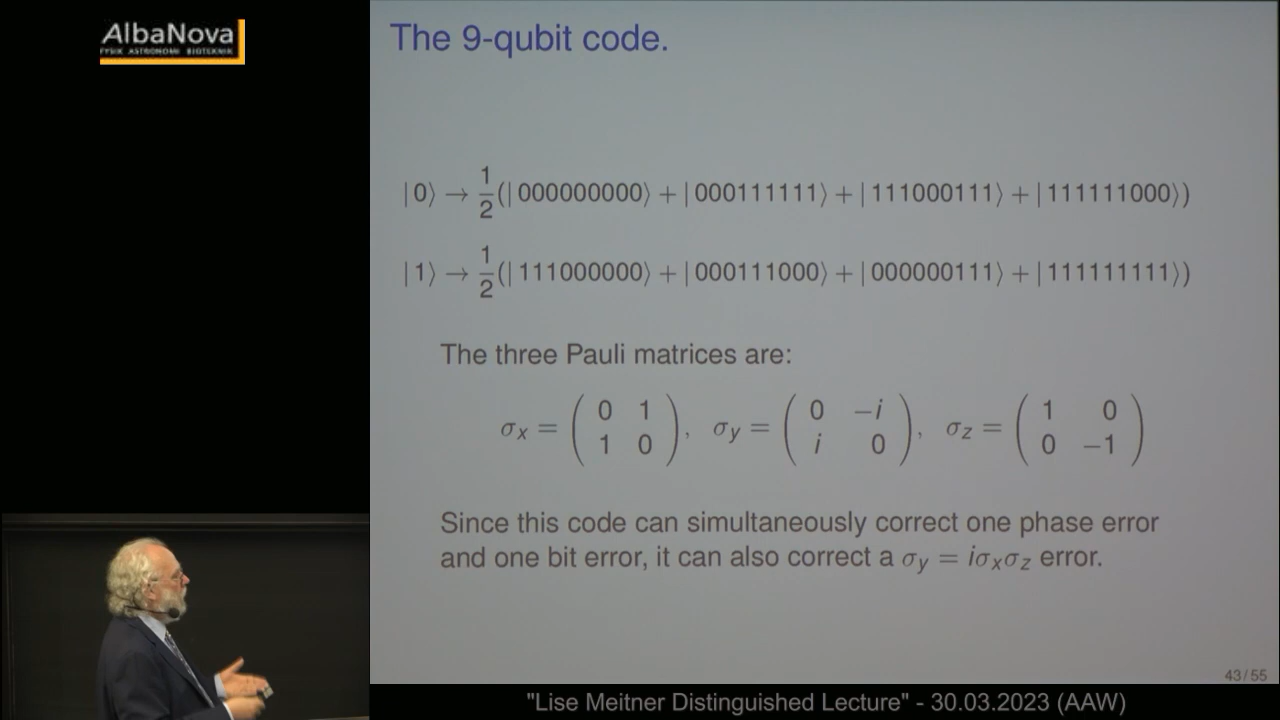 AlbaNova
FYSIK ASTRONOMI BIOTEKNIK
The 9-qubit code.
|0⟩ → 1/2(|000000000⟩ + |000111111⟩ + |111000111⟩ + |111111000⟩)
|1⟩ → 1/2(|111000000⟩ + |000111000⟩ + |000000111⟩ + |111111111⟩)
The three Pauli matrices are:
σx = ( 0 1 ; 1 0 ), σy = ( 0 −i ; i 0 ), σz = ( 1 0 ; 0 −1 )
Since this code can simultaneously correct one phase error
and one bit error, it can also correct a σy = iσxσz error.
43/55
"Lise Meitner Distinguished Lecture" - 30.03.2023 (AAW)